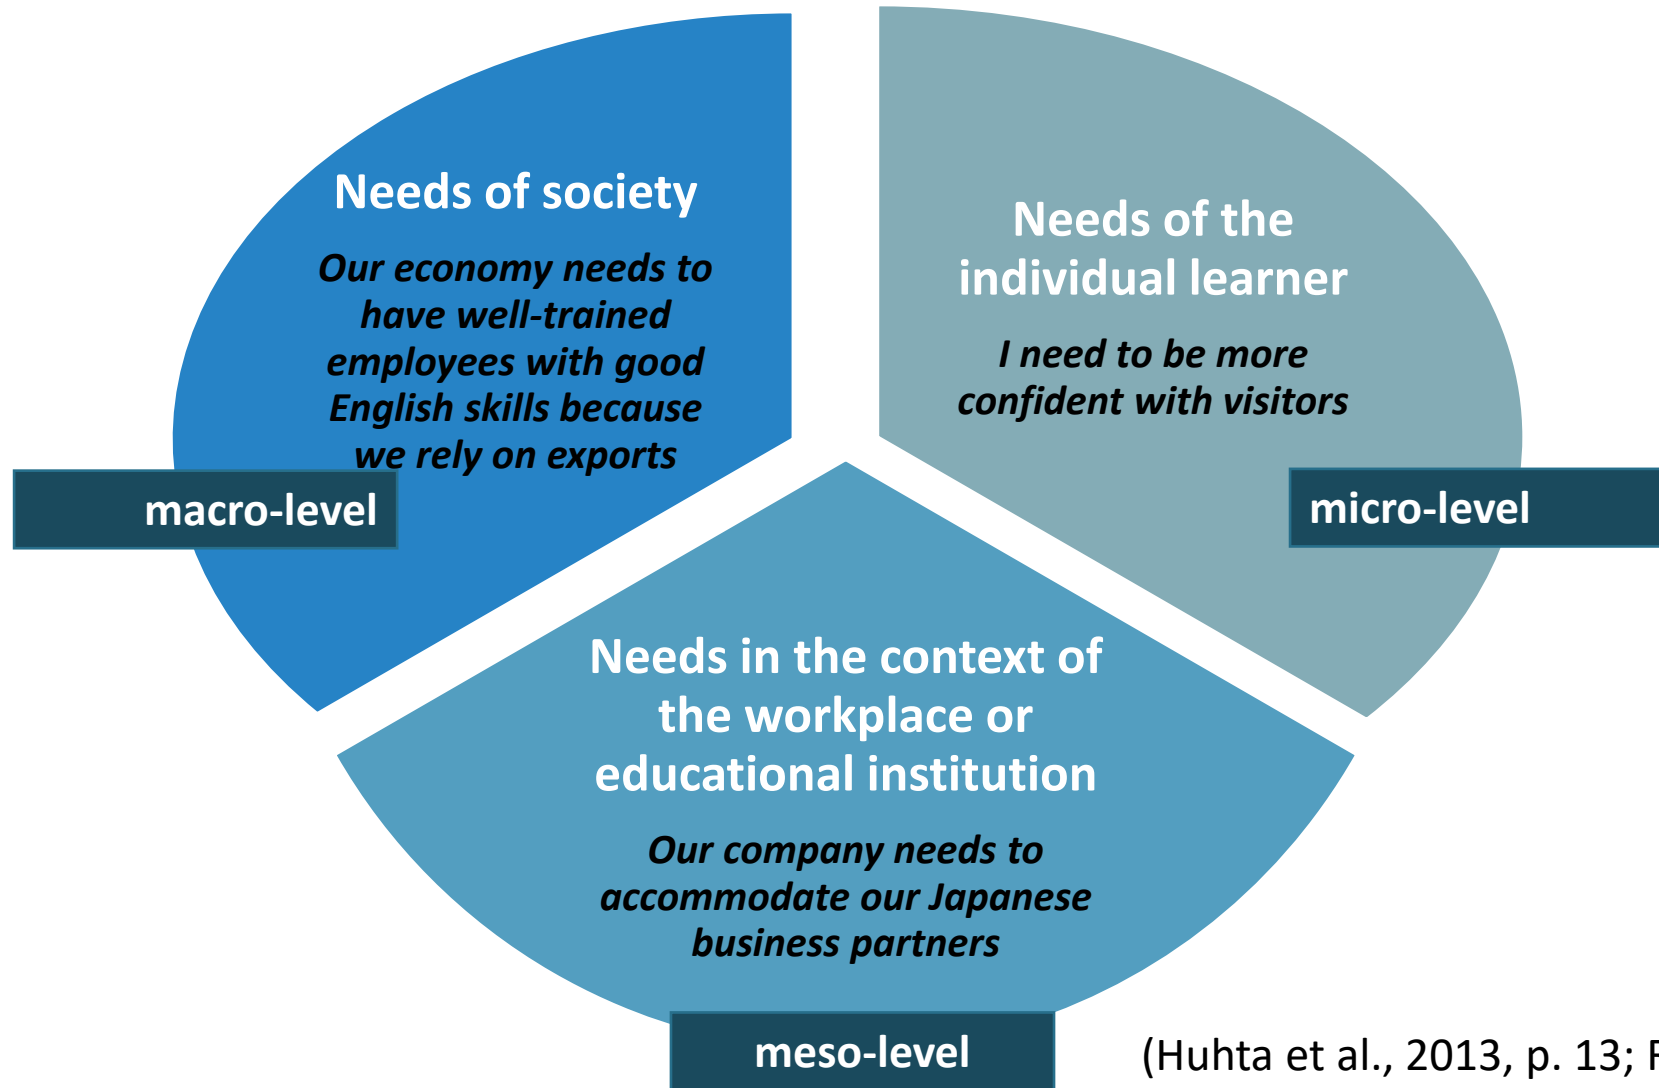 Needs of society
Our economy needs to
have well-trained
employees with good
English skills because
we rely on exports
macro-level
Needs of the
individual learner
I need to be more
confident with visitors
micro-level
Needs in the context of
the workplace or
educational institution
Our company needs to
accommodate our Japanese
business partners
meso-level
(Huhta et al., 2013, p. 13;